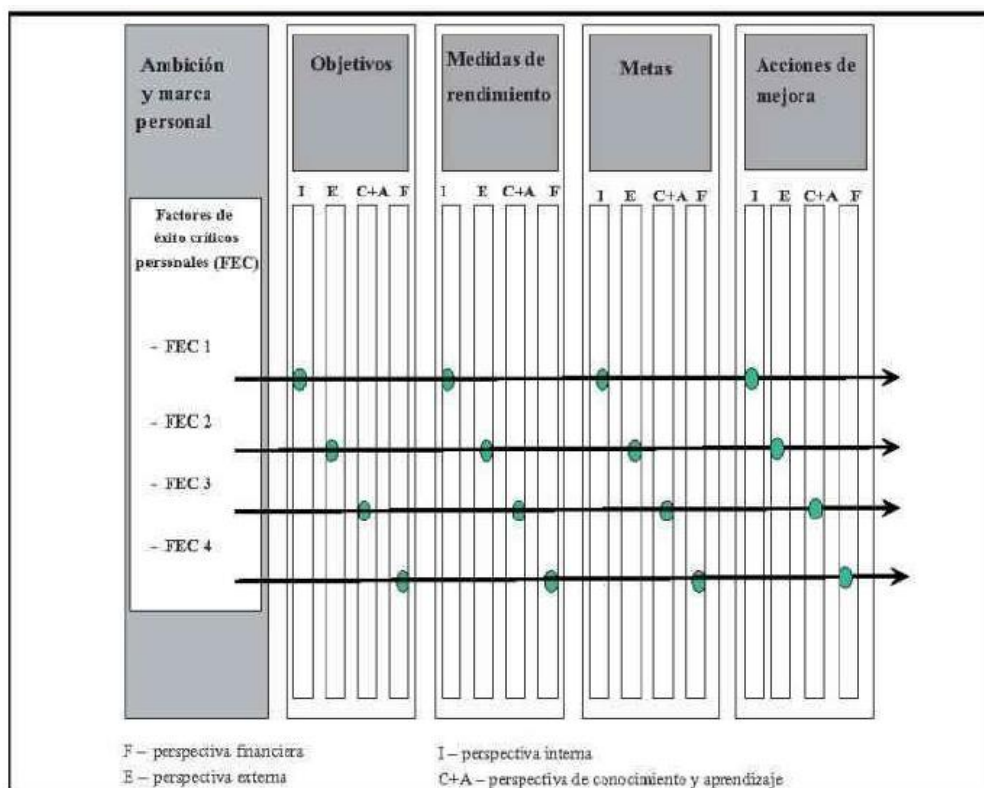 Ambición
y marca
personal
Objetivos
Medidas de
rendimiento
Metas
Acciones de
mejora
I E C+A F
I E C+A F
I E C+A F
I E C+A F
Factores de
éxito críticos
personales (FEC)
- FEC 1
- FEC 2
- FEC 3
- FEC 4
F – perspectiva financiera
I – perspectiva interna
E – perspectiva externa
C+A – perspectiva de conocimiento y aprendizaje